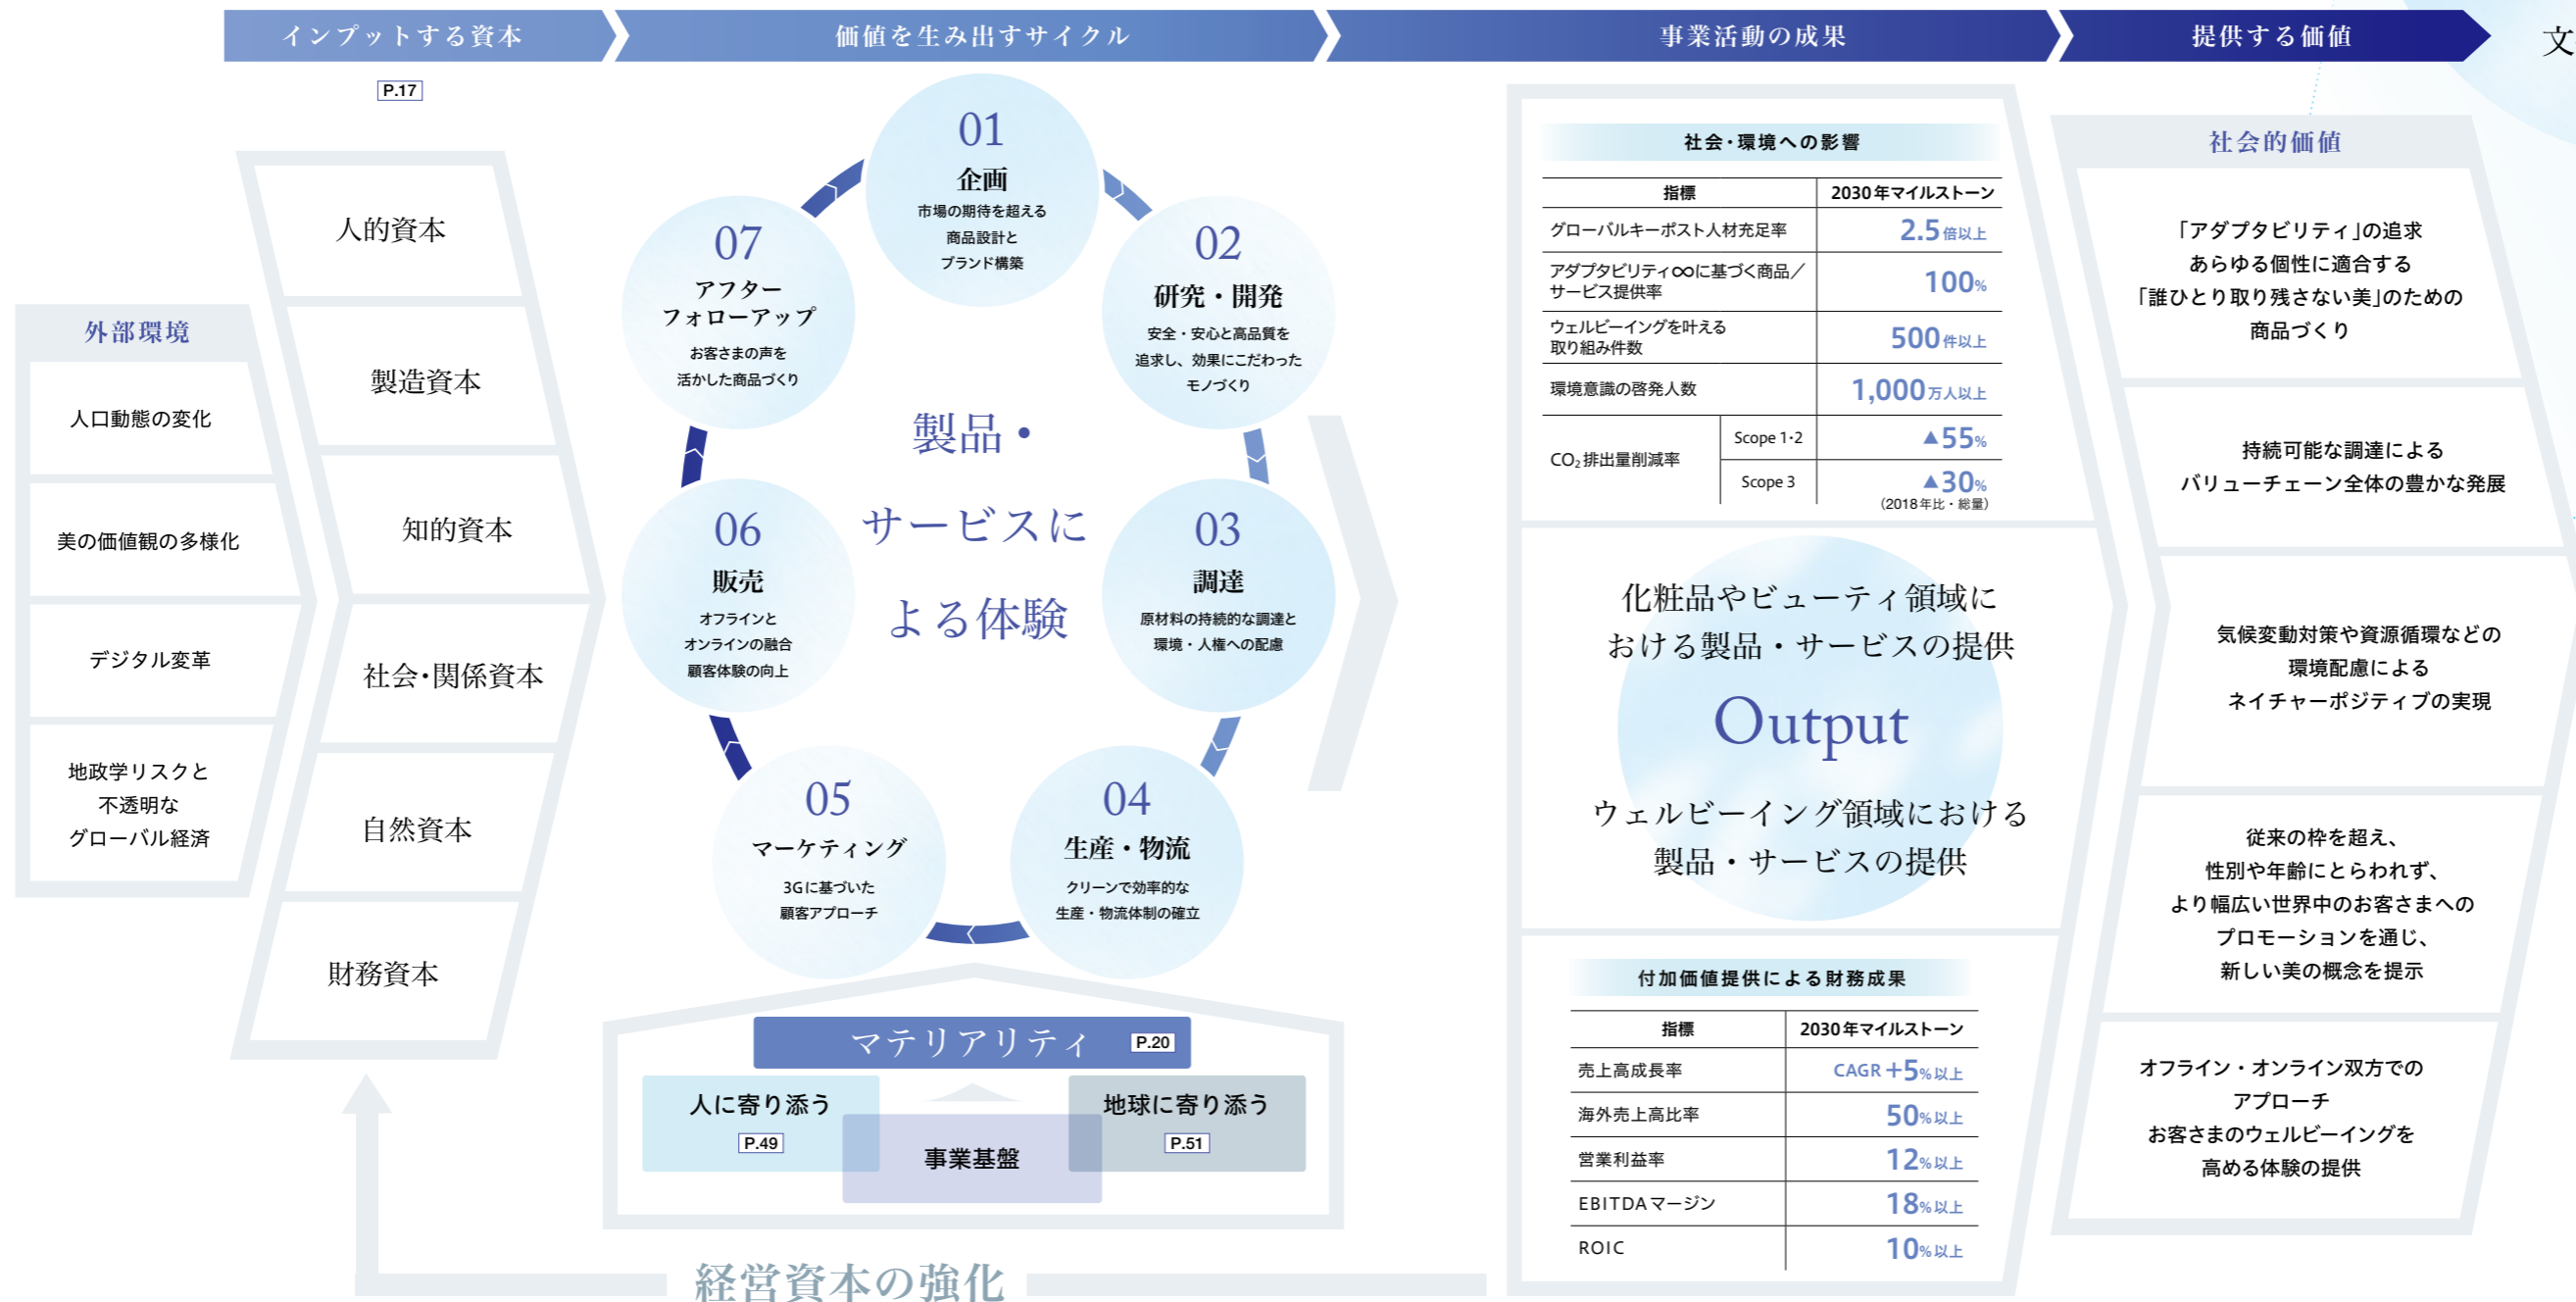 インプットする資本
価値を生み出すサイクル
事業活動の成果
提供する価値
文
P.17
外部環境
人口動態の変化
美の価値観の多様化
デジタル変革
地政学リスクと
不透明な
グローバル経済
人的資本
製造資本
知的資本
社会・関係資本
自然資本
財務資本
01
企画
市場の期待を超える
商品設計と
ブランド構築
02
研究・開発
安全・安心と高品質を
追求し、効果にこだわった
モノづくり
03
調達
原材料の持続的な調達と
環境・人権への配慮
04
生産・物流
クリーンで効率的な
生産・物流体制の確立
05
マーケティング
3Gに基づいた
顧客アプローチ
06
販売
オフラインと
オンラインの融合
顧客体験の向上
07
アフター
フォローアップ
お客さまの声を
活かした商品づくり
製品・
サービスに
よる体験
マテリアリティ P.20
人に寄り添う
P.49
事業基盤
地球に寄り添う
P.51
経営資本の強化
社会・環境への影響
指標 2030年マイルストーン
グローバルキーポスト人材充足率 2.5倍以上
アダプタビリティ∞に基づく商品／
サービス提供率 100%
ウェルビーイングを叶える
取り組み件数 500件以上
環境意識の啓発人数 1,000万人以上
CO₂排出量削減率 Scope 1・2 ▲55%
Scope 3 ▲30%
（2018年比・総量）
化粧品やビューティ領域に
おける製品・サービスの提供
Output
ウェルビーイング領域における
製品・サービスの提供
付加価値提供による財務成果
指標 2030年マイルストーン
売上高成長率 CAGR+5%以上
海外売上高比率 50%以上
営業利益率 12%以上
EBITDAマージン 18%以上
ROIC 10%以上
社会的価値
「アダプタビリティ」の追求
あらゆる個性に適合する
「誰ひとり取り残さない美」のための
商品づくり
持続可能な調達による
バリューチェーン全体の豊かな発展
気候変動対策や資源循環などの
環境配慮による
ネイチャーポジティブの実現
従来の枠を超え、
性別や年齢にとらわれず、
より幅広い世界中のお客さまへの
プロモーションを通じ、
新しい美の概念を提示
オフライン・オンライン双方での
アプローチ
お客さまのウェルビーイングを
高める体験の提供